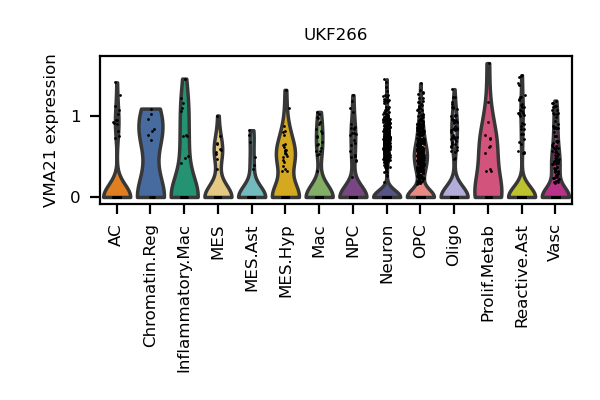 UKF266
VMA21 expression
1
0
AC
Chromatin.Reg
Inflammatory.Mac
MES
MES.Ast
MES.Hyp
Mac
NPC
Neuron
OPC
Oligo
Prolif.Metab
Reactive.Ast
Vasc